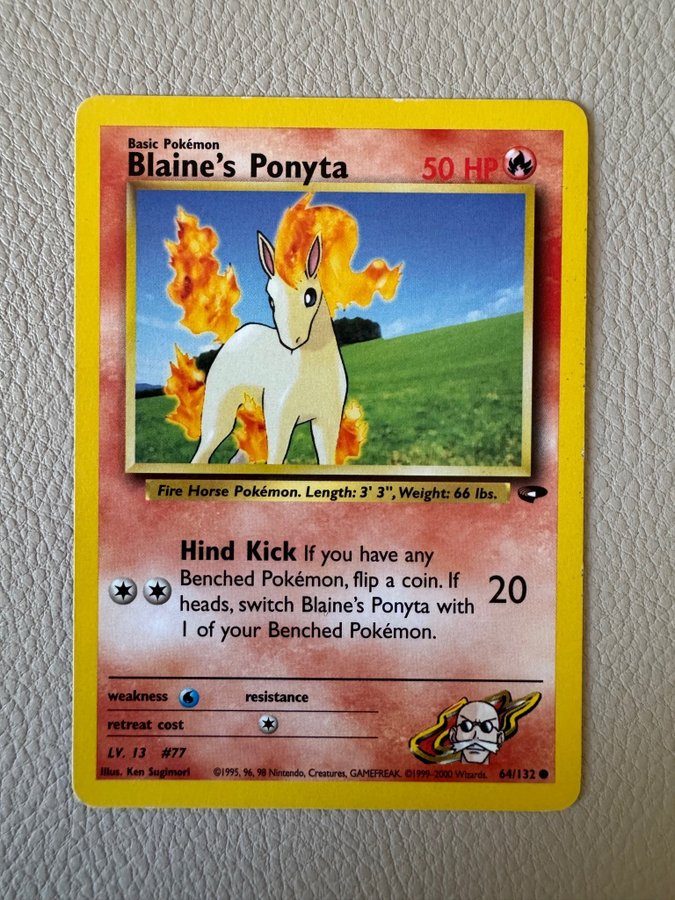 Basic Pokémon
Blaine's Ponyta 50 HP
Fire Horse Pokémon. Length: 3' 3", Weight: 66 lbs.
Hind Kick If you have any
Benched Pokémon, flip a coin. If
heads, switch Blaine's Ponyta with
1 of your Benched Pokémon.
20
weakness resistance
retreat cost
LV. 13 #77
Illus. Ken Sugimori ©1995, 96, 98 Nintendo, Creatures, GAMEFREAK. ©1999-2000 Wizards. 64/132